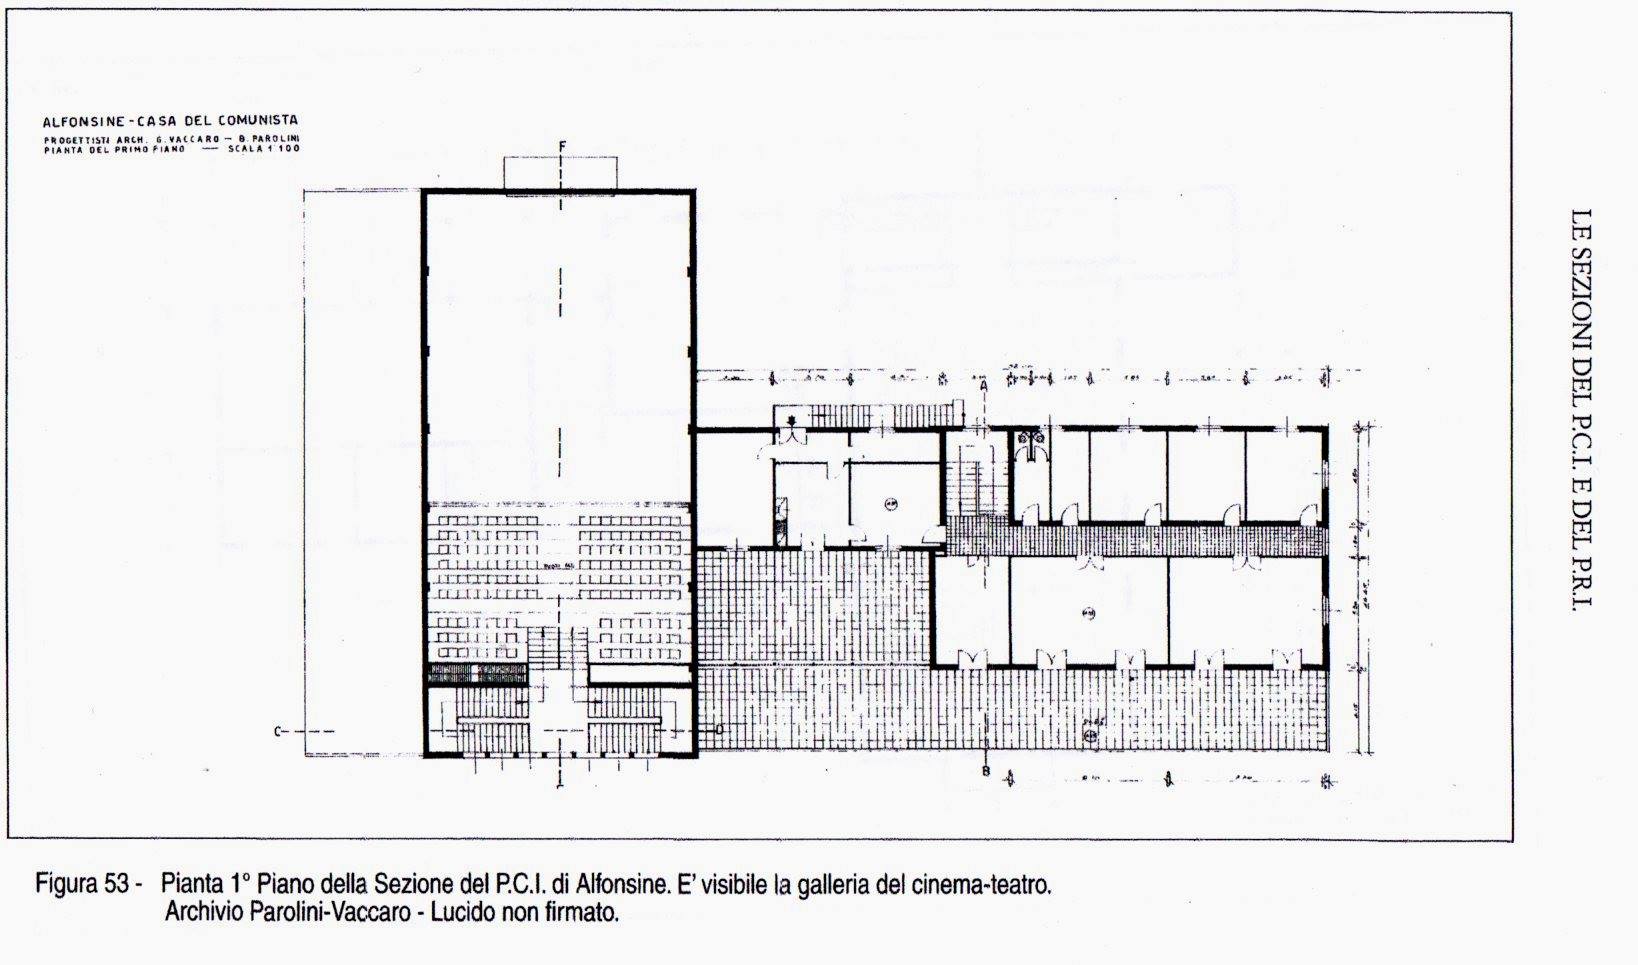 ALFONSINE - CASA DEL COMUNISTA
PROGETTISTI ARCH. G. VACCARO — B. PAROLINI
PIANTA DEL PRIMO PIANO — SCALA 1:100
F
A
C
D
B
LE SEZIONI DEL P.C.I. E DEL P.R.I.
Figura 53 - Pianta 1° Piano della Sezione del P.C.I. di Alfonsine. E' visibile la galleria del cinema-teatro.
Archivio Parolini-Vaccaro - Lucido non firmato.